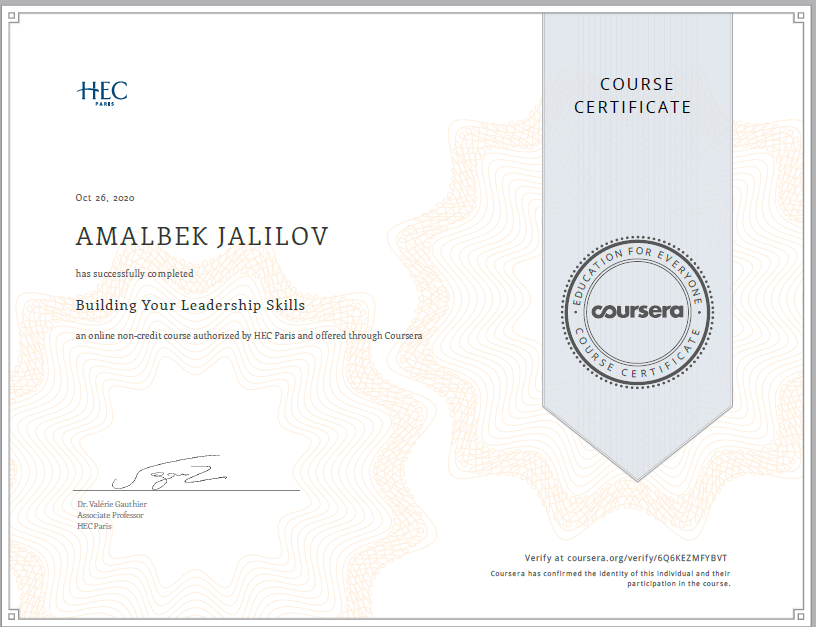 HEC
PARIS
COURSE
CERTIFICATE
Oct 26, 2020
AMALBEK JALILOV
has successfully completed
Building Your Leadership Skills
an online non-credit course authorized by HEC Paris and offered through Coursera
EDUCATION FOR EVERYONE
coursera
COURSE CERTIFICATE
Dr. Valérie Gauthier
Associate Professor
HEC Paris
Verify at coursera.org/verify/6Q6KEZMFYBVT
Coursera has confirmed the identity of this individual and their
participation in the course.